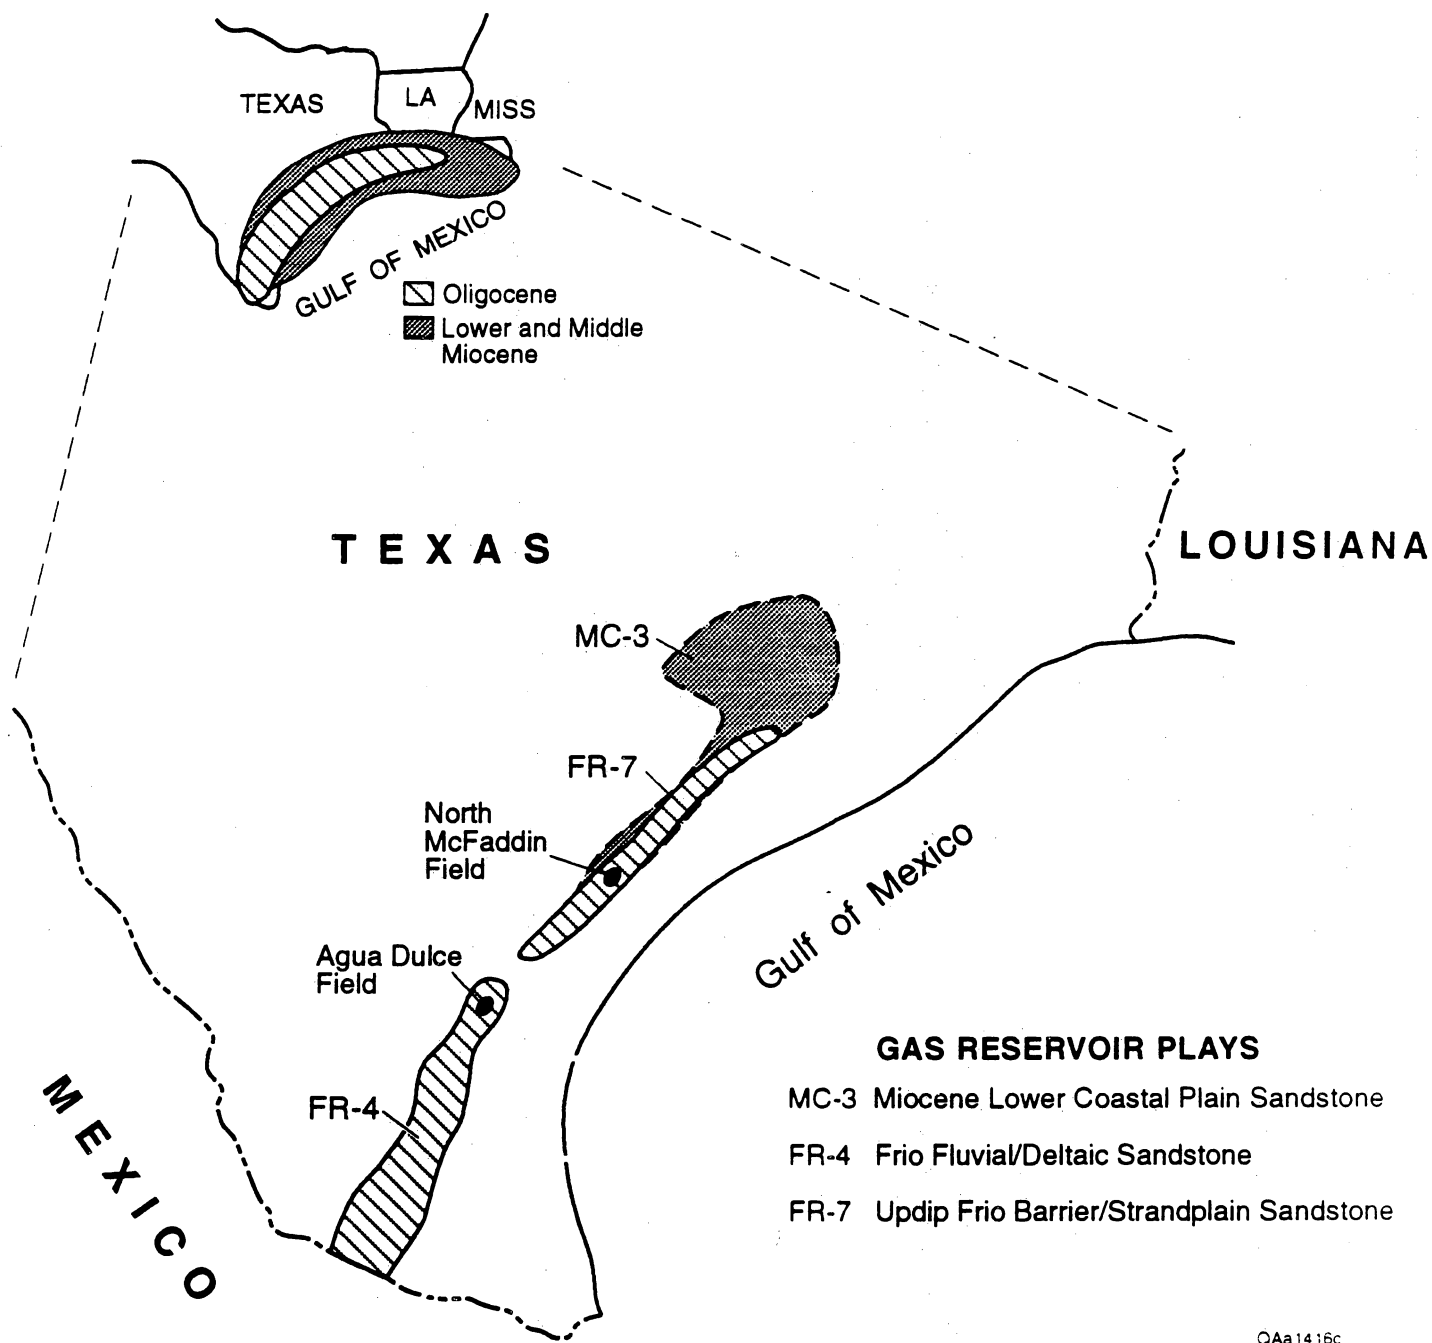 TEXAS
LA
MISS
GULF OF MEXICO
Oligocene
Lower and Middle
Miocene
TEXAS
LOUISIANA
MC-3
FR-7
North
McFaddin
Field
Gulf of Mexico
Agua Dulce
Field
FR-4
MEXICO
GAS RESERVOIR PLAYS
MC-3 Miocene Lower Coastal Plain Sandstone
FR-4 Frio Fluvial/Deltaic Sandstone
FR-7 Updip Frio Barrier/Strandplain Sandstone
QAa1416c